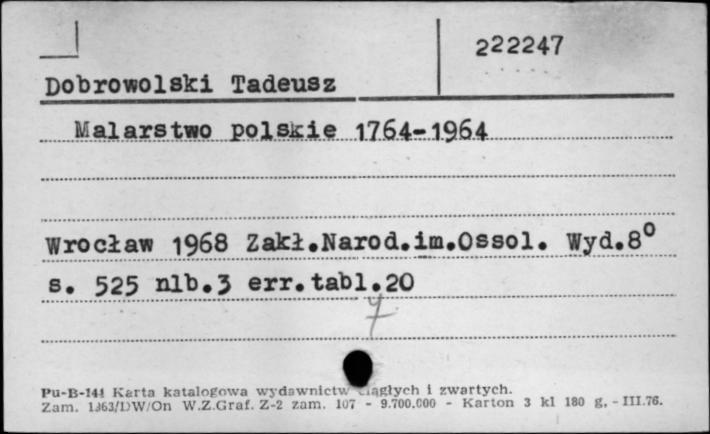 222247
Dobrowolski Tadeusz
Malarstwo polskie 1764-1964
Wrocław 1968 Zakł.Narod.im.Ossol. Wyd.8⁰
s. 525 nlb.3 err.tabl.20
Pu-B-144 Karta katalogowa wydawnictw ciągłych i zwartych.
Zam. 1363/DW/On W.Z.Graf. Z-2 zam. 107 - 9.700.000 - Karton 3 kl 180 g. - III.76.